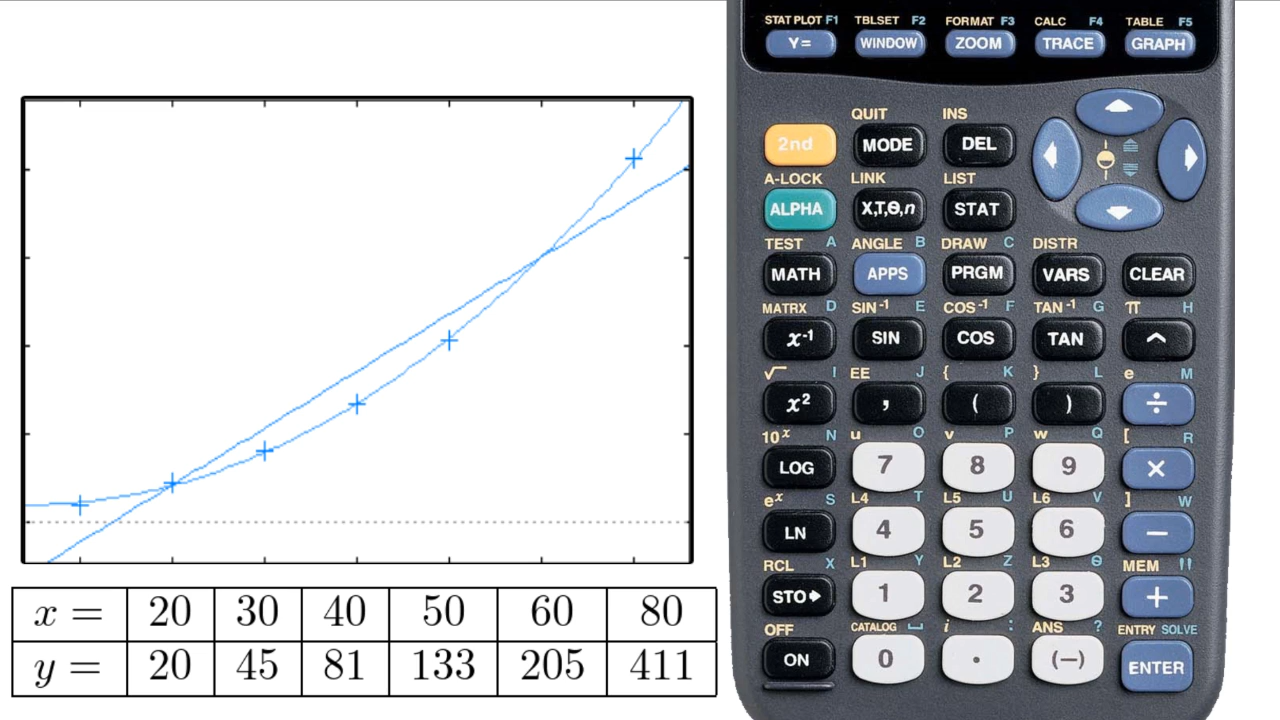 STAT PLOT F1 TBLSET F2 FORMAT F3 CALC F4 TABLE F5
Y= WINDOW ZOOM TRACE GRAPH
QUIT INS
2nd MODE DEL
A-LOCK LINK LIST
ALPHA X,T,Θ,n STAT
TEST A ANGLE B DRAW C DISTR
MATH APPS PRGM VARS CLEAR
MATRX D SIN⁻¹ E COS⁻¹ F TAN⁻¹ G π H
x⁻¹ SIN COS TAN ^
√ I EE J { K } L e M
x² , ( ) ÷
10ˣ N u O v P w Q [ R
LOG 7 8 9 ×
eˣ S L4 T L5 U L6 V ] W
LN 4 5 6 −
RCL X L1 Y L2 Z L3 Θ MEM "
STO▶ 1 2 3 +
OFF CATALOG ⎵ i : ANS ? ENTRY SOLVE
ON 0 . (−) ENTER
x = 20 30 40 50 60 80
y = 20 45 81 133 205 411